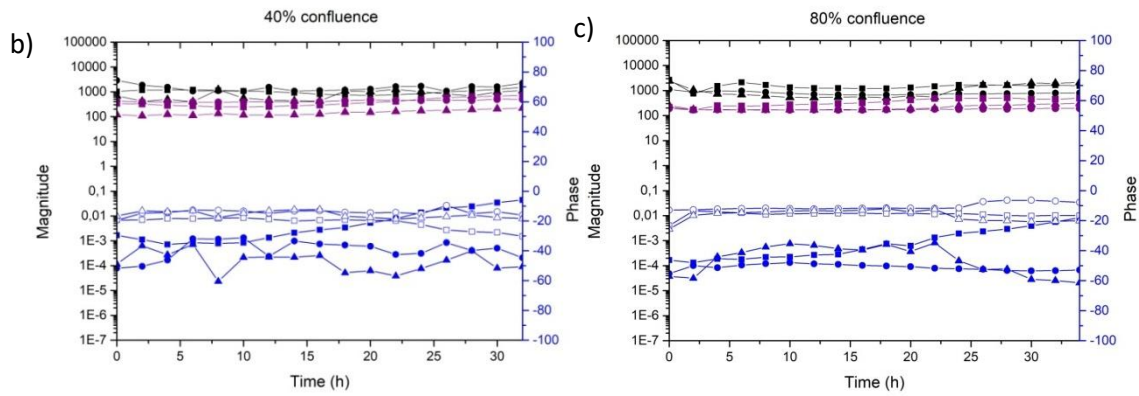 b)
40% confluence
100000
10000
1000
100
10
1
0,1
0,01
1E-3
1E-4
1E-5
1E-6
1E-7
Magnitude
100
80
60
40
20
0
-20
-40
-60
-80
-100
Phase
0 5 10 15 20 25 30
Time (h)
c)
80% confluence
100000
10000
1000
100
10
1
0,1
0,01
1E-3
1E-4
1E-5
1E-6
1E-7
Magnitude
100
80
60
40
20
0
-20
-40
-60
-80
-100
Phase
0 5 10 15 20 25 30
Time (h)